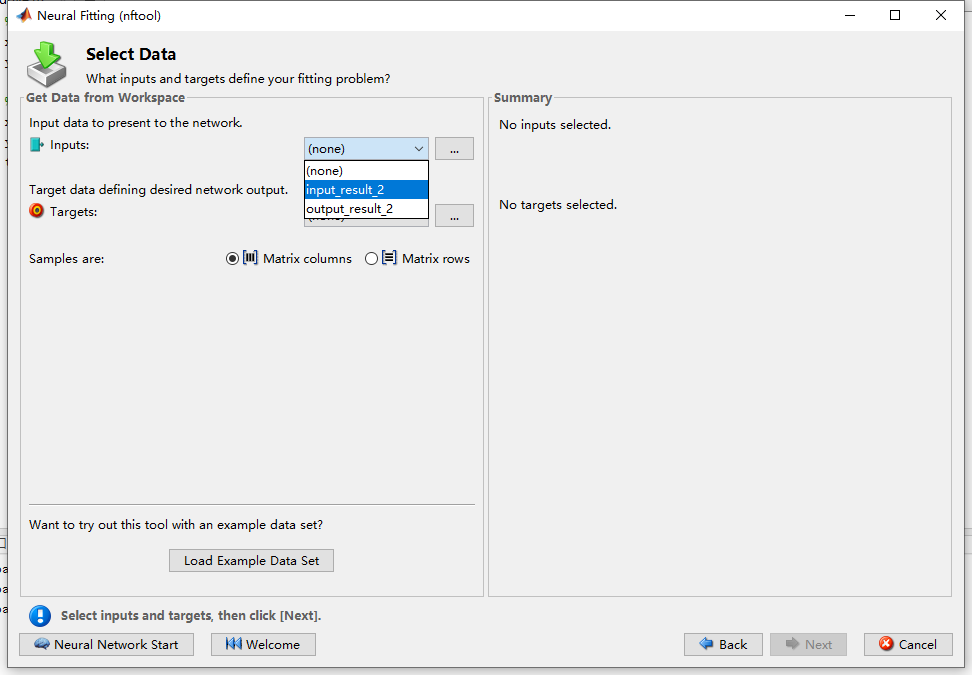 Neural Fitting (nftool)
Select Data
What inputs and targets define your fitting problem?
Get Data from Workspace
Input data to present to the network.
Inputs:
(none)
...
(none)
input_result_2
output_result_2
Target data defining desired network output.
Targets:
...
Samples are:
Matrix columns
Matrix rows
Want to try out this tool with an example data set?
Load Example Data Set
Summary
No inputs selected.
No targets selected.
Select inputs and targets, then click [Next].
Neural Network Start
Welcome
Back
Next
Cancel